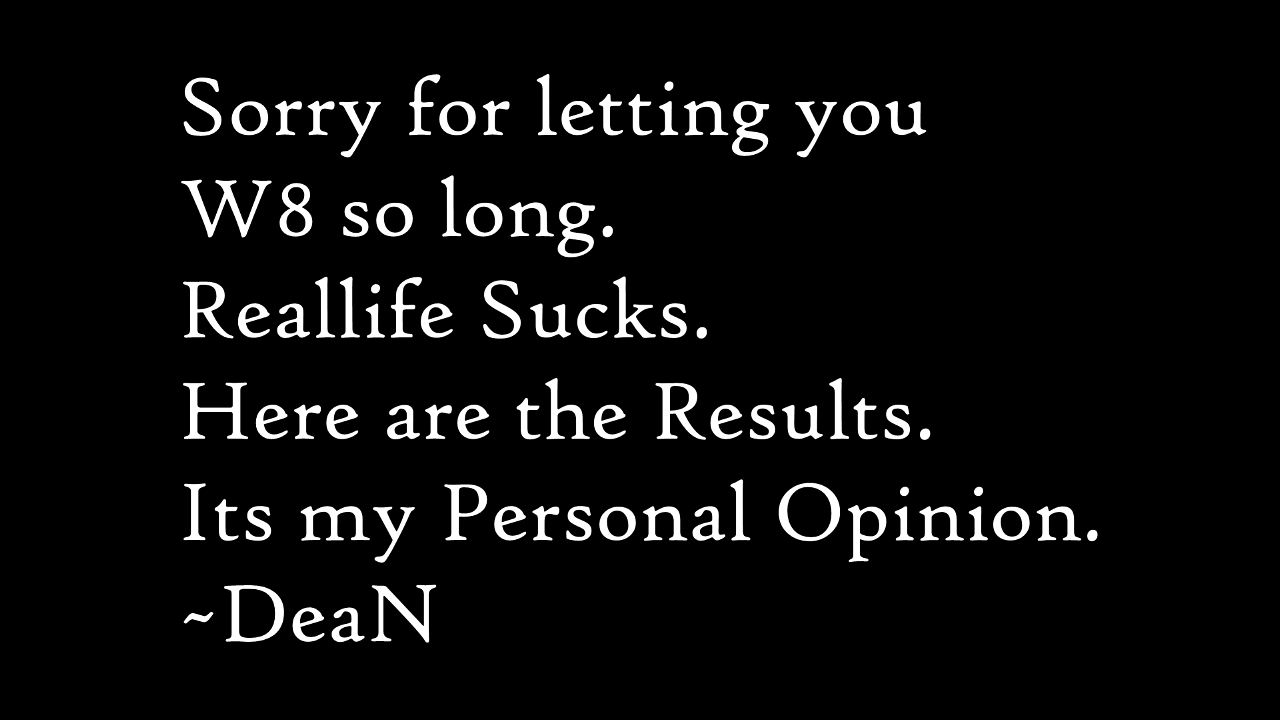 Sorry for letting you
W8 so long.
Reallife Sucks.
Here are the Results.
Its my Personal Opinion.
~DeaN